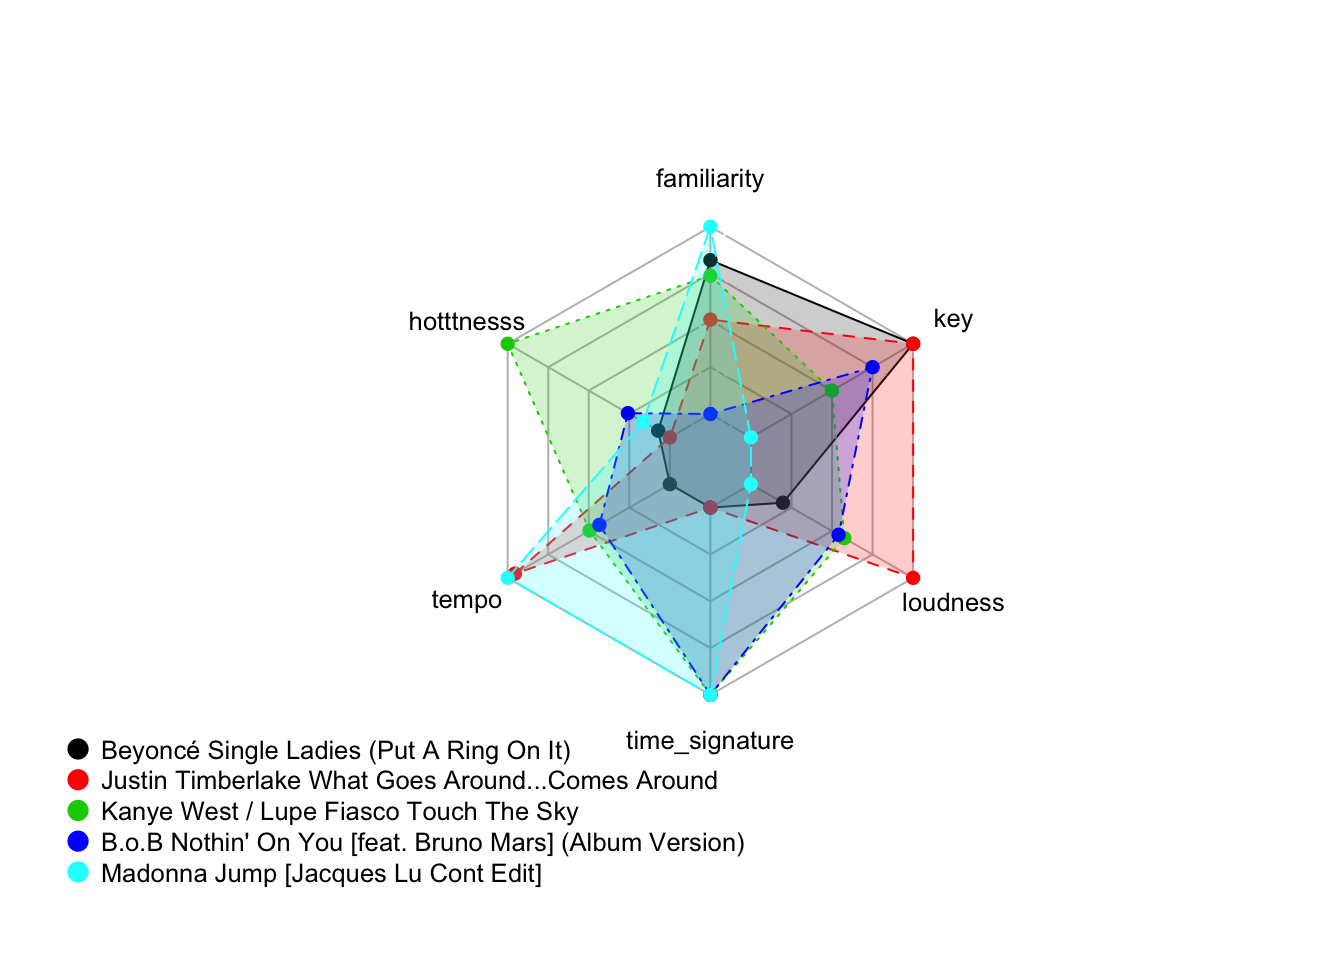 familiarity
key
hotttnesss
loudness
tempo
time_signature
Beyoncé Single Ladies (Put A Ring On It)
Justin Timberlake What Goes Around...Comes Around
Kanye West / Lupe Fiasco Touch The Sky
B.o.B Nothin' On You [feat. Bruno Mars] (Album Version)
Madonna Jump [Jacques Lu Cont Edit]